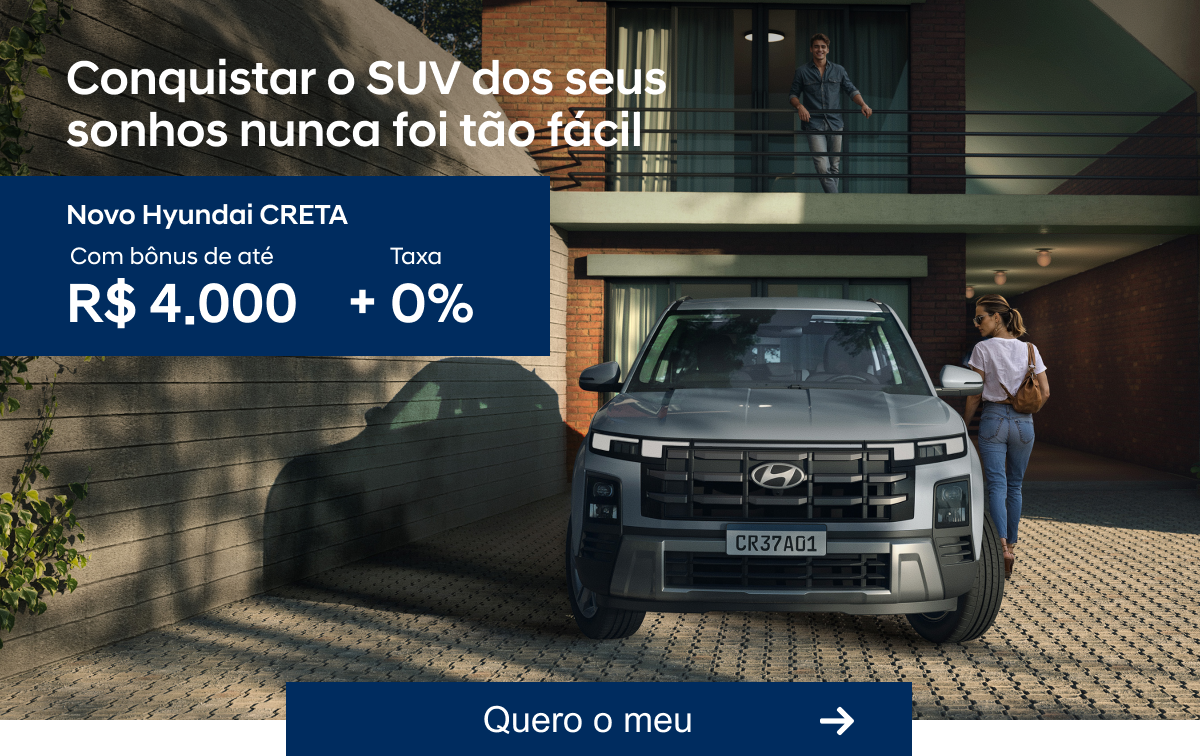 Conquistar o SUV dos seus
sonhos nunca foi tão fácil
Novo Hyundai CRETA
Com bônus de até Taxa
R$ 4.000 + 0%
CR37A01
Quero o meu